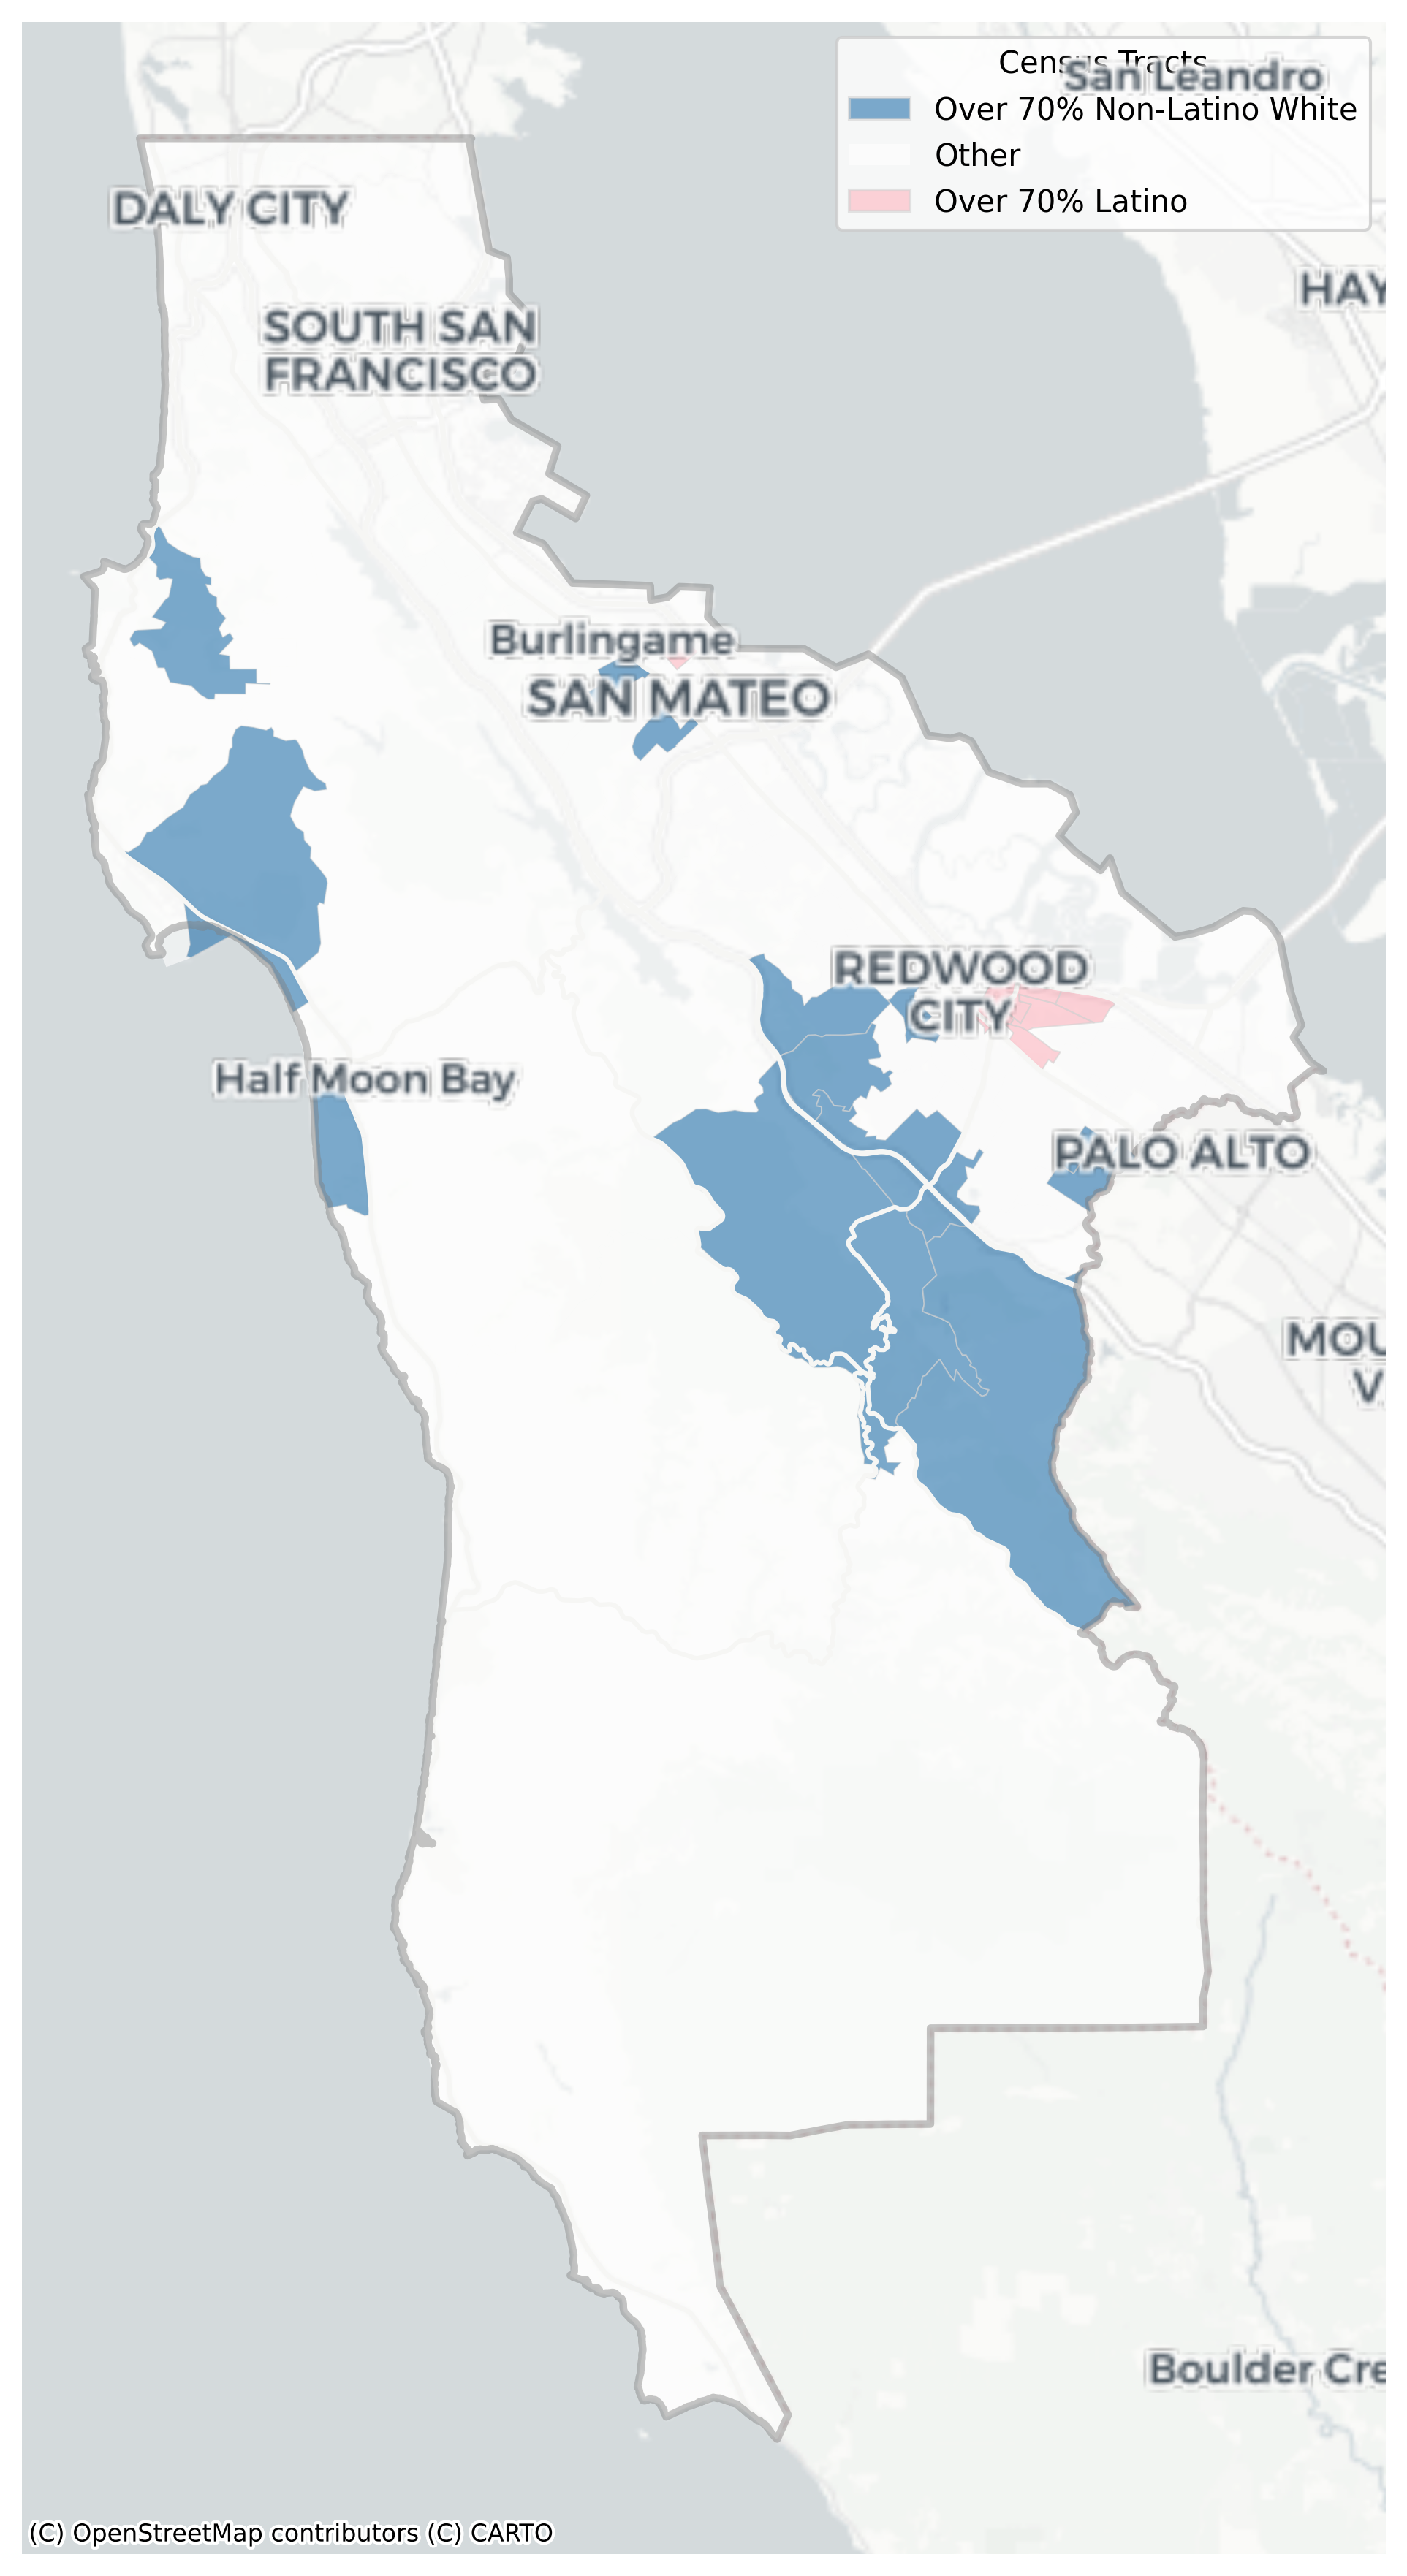 Census Tracts
San Leandro
Over 70% Non-Latino White
Other
Over 70% Latino
DALY CITY
HAY
SOUTH SAN
FRANCISCO
Burlingame
SAN MATEO
REDWOOD
CITY
Half Moon Bay
PALO ALTO
MOU
V
Boulder Cre
(C) OpenStreetMap contributors (C) CARTO